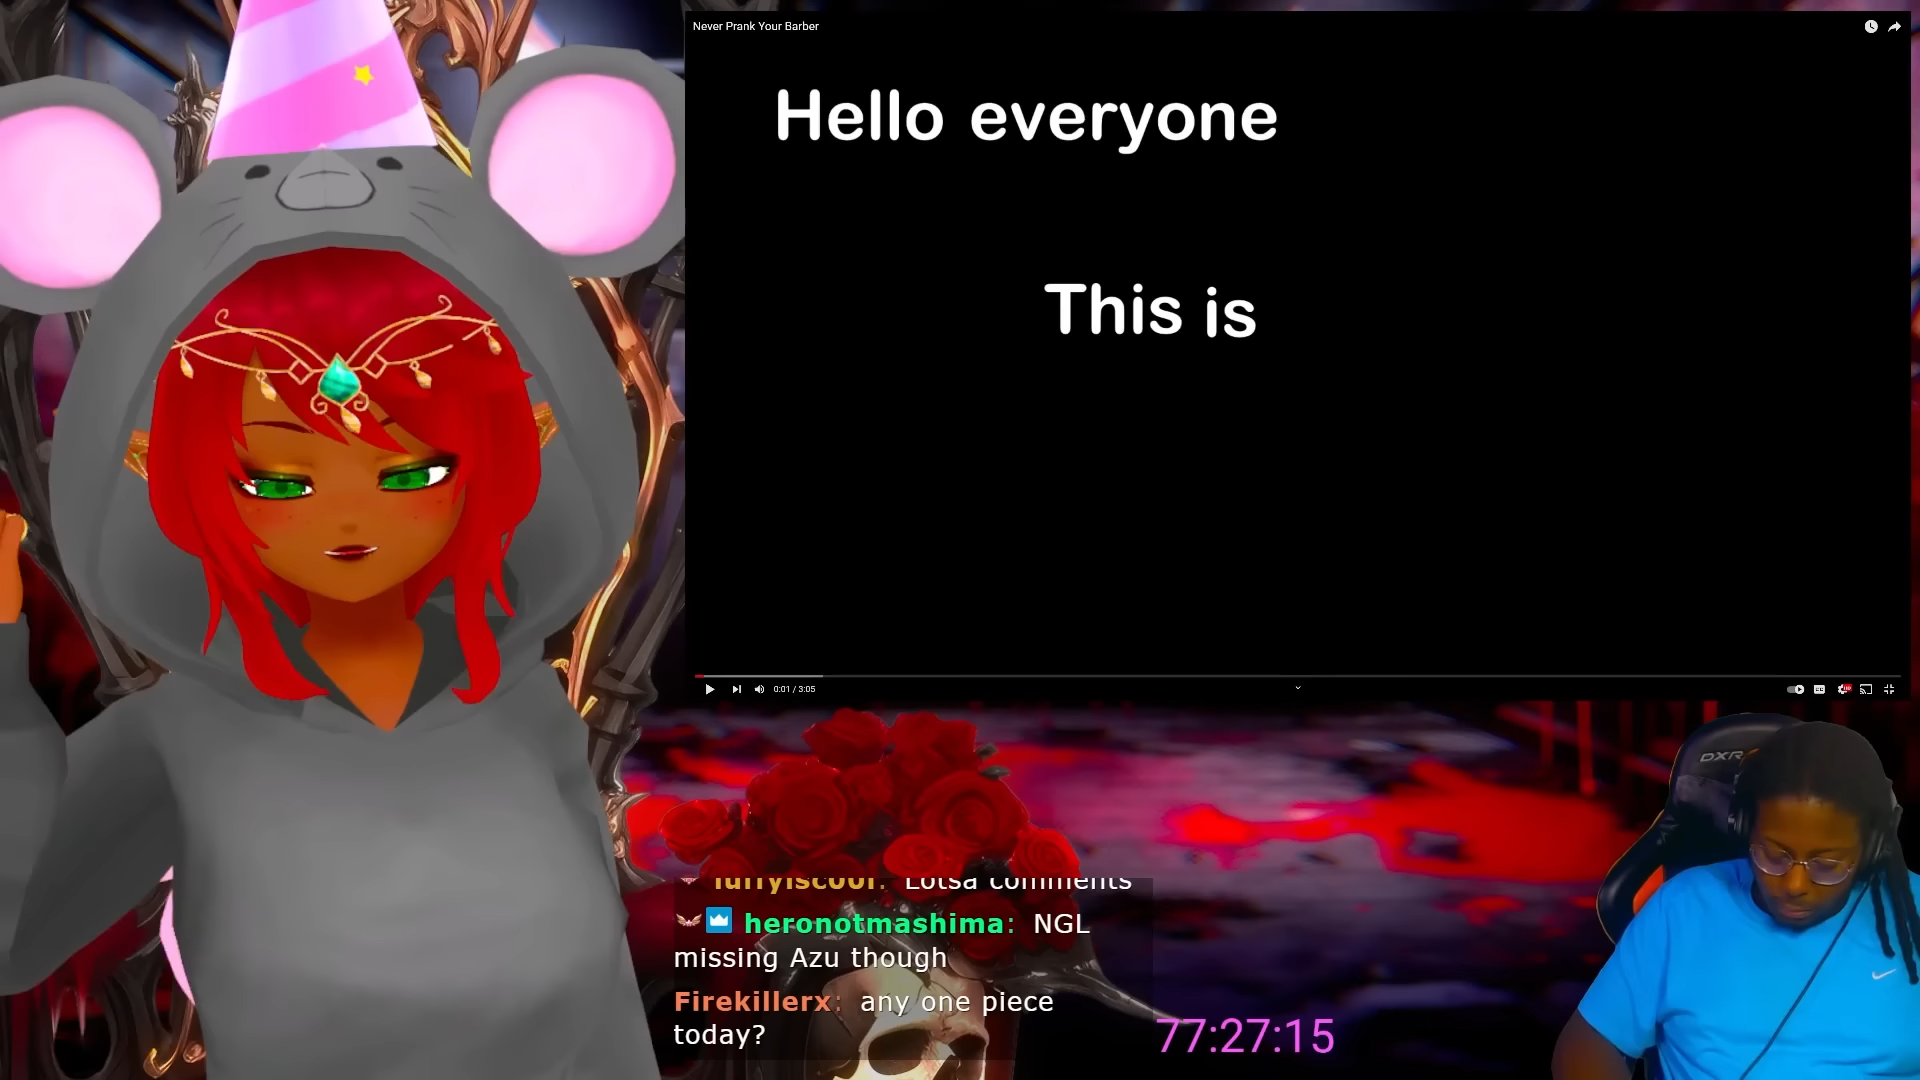 Never Prank Your Barber
Hello everyone
This is
0:01 / 3:05
DXR
Lotsa comments
heronotmashima: NGL
missing Azu though
Firekillerx: any one piece
today?
77:27:15